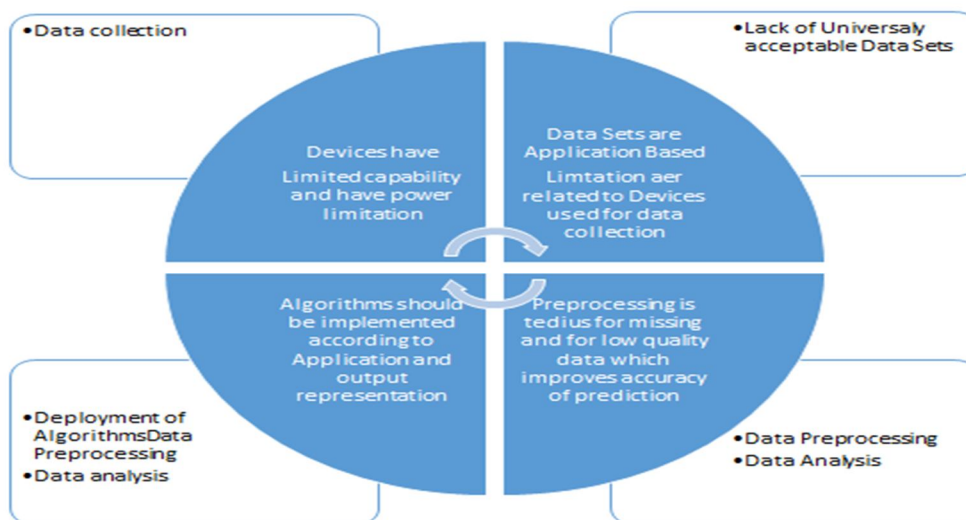 •Data collection
•Lack of Universaly
acceptable Data Sets
Devices have
Limited capability
and have power
limitation
Data Sets are
Application Based
Limtation aer
related to Devices
used for data
collection
Algorithms should
be implemented
according to
Application and
output
representation
Preprocessing is
tedius for missing
and for low quality
data which
improves accuracy
of prediction
•Deployment of
AlgorithmsData
Preprocessing
•Data analysis
•Data Preprocessing
•Data Analysis